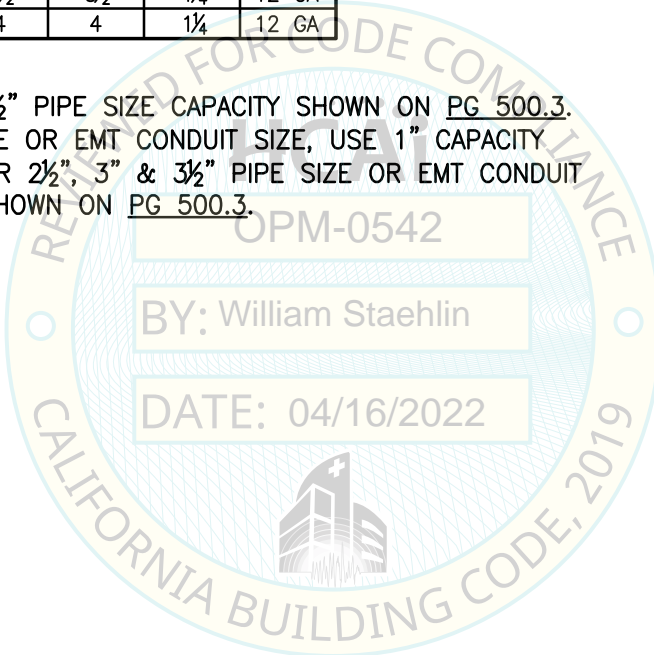 4 4 1¼ 12 GA
½" PIPE SIZE CAPACITY SHOWN ON PG 500.3.
OR EMT CONDUIT SIZE, USE 1" CAPACITY
2½", 3" & 3½" PIPE SIZE OR EMT CONDUIT
SHOWN ON PG 500.3.
REVIEWED FOR CODE COMPLIANCE
HCAi
OPM-0542
BY: William Staehlin
DATE: 04/16/2022
CALIFORNIA BUILDING CODE, 2019